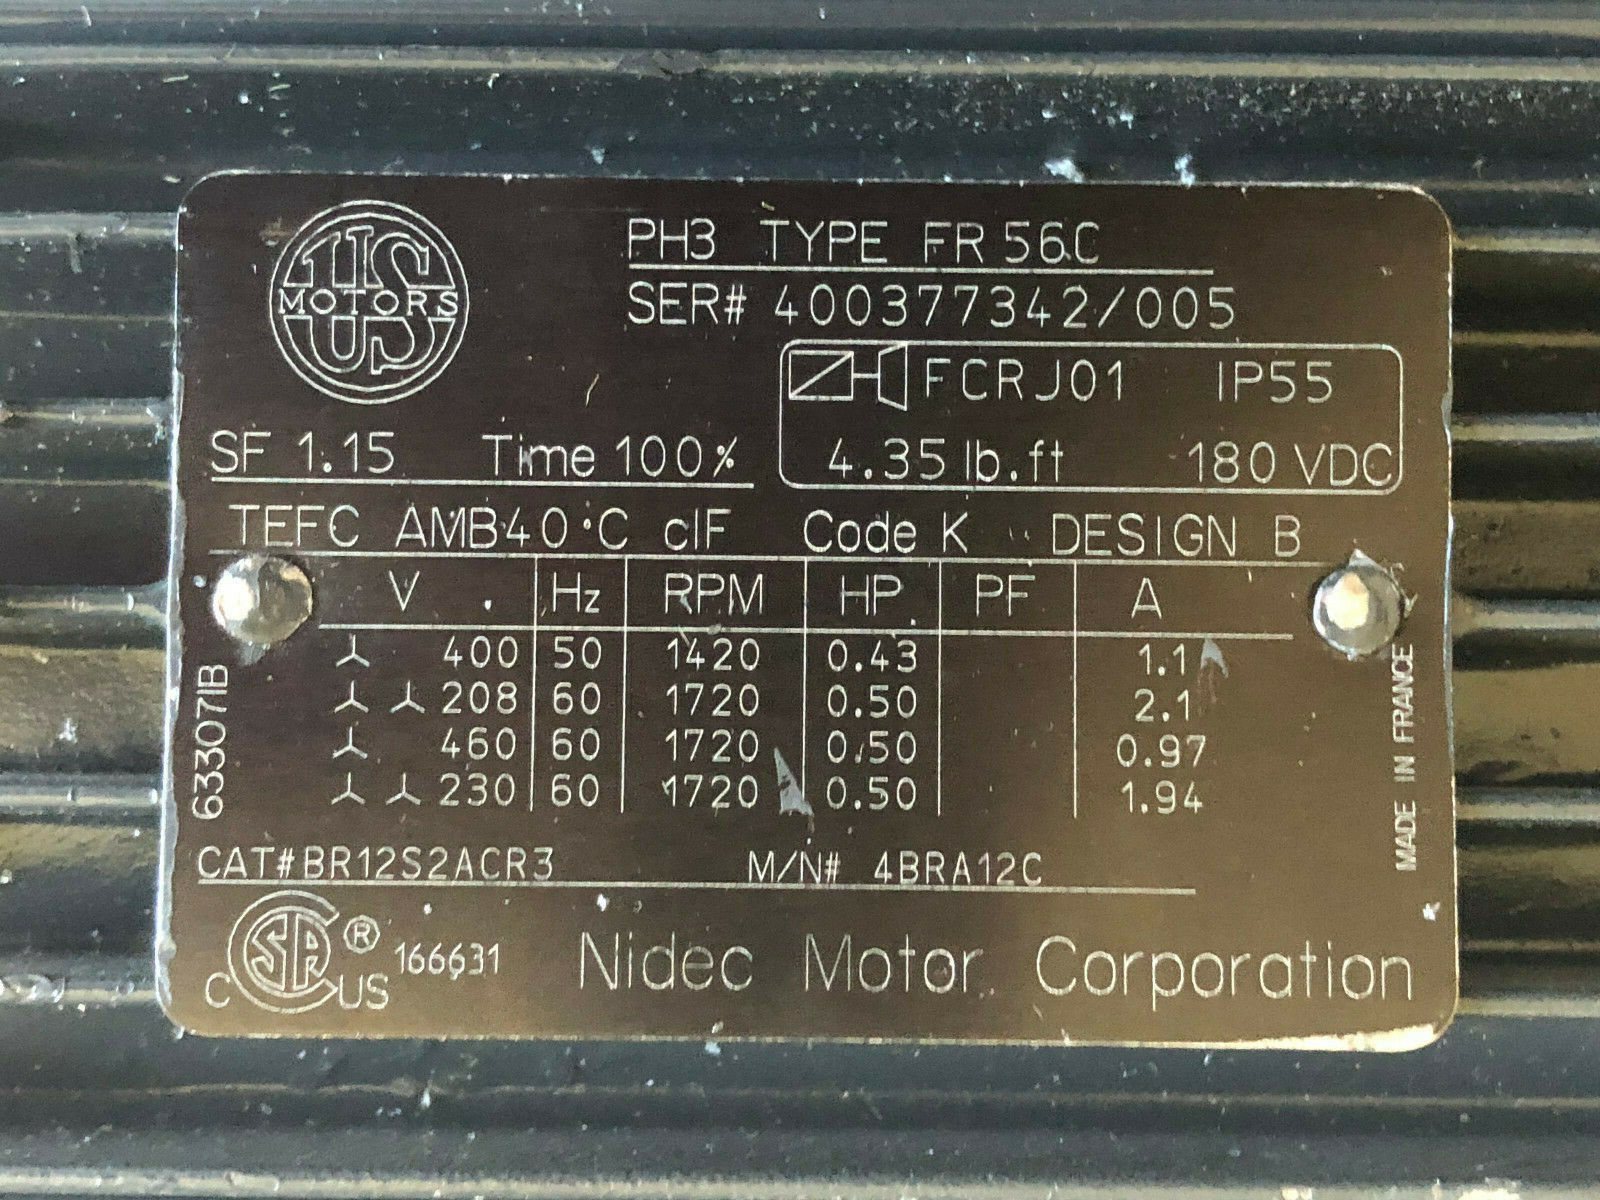 US
MOTORS
US
PH3 TYPE FR 56C
SER# 400377342/005
FCRJ01 IP55
4.35 lb.ft 180 VDC
SF 1.15 Time 100%
TEFC AMB40°C clF Code K DESIGN B
V Hz RPM HP PF A
400 50 1420 0.43 1.1
208 60 1720 0.50 2.1
460 60 1720 0.50 0.97
230 60 1720 0.50 1.94
633071B
MADE IN FRANCE
CAT# BR12S2ACR3 M/N# 4BRA12C
C SA ® US 166631
Nidec Motor Corporation